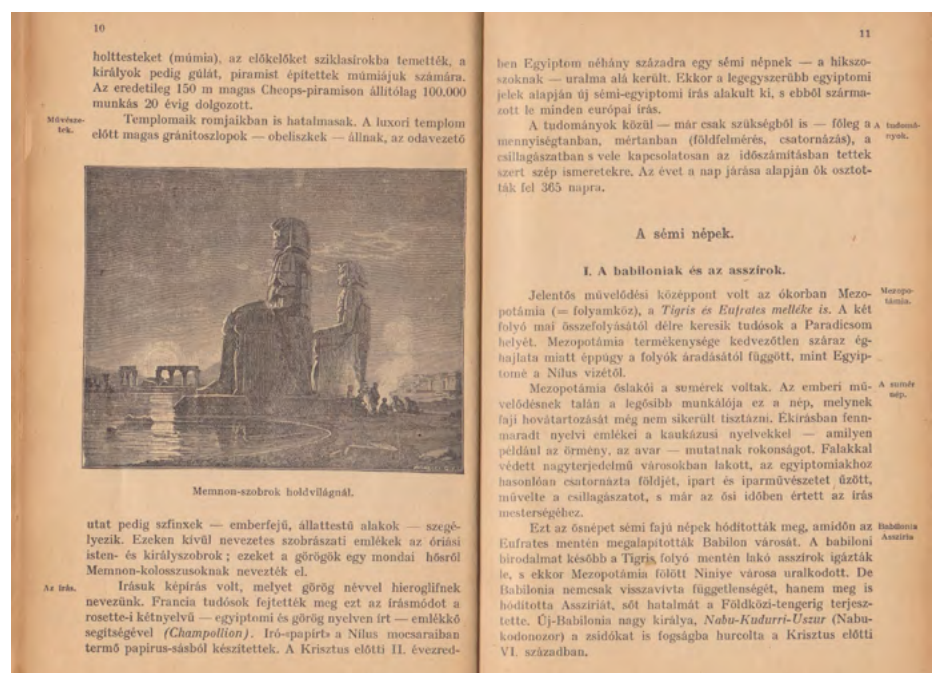 10
holttesteket (múmia), az előkelőket sziklasírokba temették, a
királyok pedig gúlát, piramist építettek múmiájuk számára.
Az eredetileg 150 m magas Cheops-piramison állítólag 100.000
munkás 20 évig dolgozott.
Művésze-
tek.
Templomaik romjaikban is hatalmasak. A luxori templom
előtt magas gránitoszlopok — obeliszkek — állnak, az odavezető
Memnon-szobrok holdvilágnál.
utat pedig szfinxek — emberfejű, állattestű alakok — szegé-
lyezik. Ezeken kívül nevezetes szobrászati emlékek az óriási
isten- és királyszobrok; ezeket a görögök egy mondai hősről
Memnon-kolosszusoknak nevezték el.
Az írás.
Írásuk képírás volt, melyet görög névvel hieroglifnek
nevezünk. Francia tudósok fejtették meg ezt az írásmódot a
rosette-i kétnyelvű — egyiptomi és görög nyelven írt — emlékkő
segítségével (Champollion). Író-«papírt» a Nílus mocsaraiban
termő papirus-sásból készítettek. A Krisztus előtti II. évezred-
11
ben Egyiptom néhány századra egy sémi népnek — a hikszo-
szoknak — uralma alá került. Ekkor a legegyszerűbb egyiptomi
jelek alapján új sémi-egyiptomi írás alakult ki, s ebből szárma-
zott le minden európai írás.
A tudományok közül — már csak szükségből is — főleg a
mennyiségtanban, mértanban (földfelmérés, csatornázás), a
csillagászatban s vele kapcsolatosan az időszámításban tettek
szert szép ismeretekre. Az évet a nap járása alapján ők osztot-
ták fel 365 napra.
A tudomá-
nyok.
A sémi népek.
I. A babiloniak és az asszírok.
Jelentős művelődési középpont volt az ókorban Mezo-
potámia (= folyamköz), a Tigris és Eufrates melléke is. A két
folyó mai összefolyásától délre keresik tudósok a Paradicsom
helyét. Mezopotámia termékenysége kedvezőtlen száraz ég-
hajlata miatt éppúgy a folyók áradásától függött, mint Egyip-
tomé a Nílus vizétől.
Mezopo-
támia.
Mezopotámia őslakói a sumérek voltak. Az emberi mű-
velődésnek talán a legősibb munkálója ez a nép, melynek
faji hovátartozását még nem sikerült tisztázni. Ékírásban fenn-
maradt nyelvi emlékei a kaukázusi nyelvekkel — amilyen
például az örmény, az avar — mutatnak rokonságot. Falakkal
védett nagyterjedelmű városokban lakott, az egyiptomiakhoz
hasonlóan csatornázta földjét, ipart és iparművészetet űzött,
művelte a csillagászatot, s már az ősi időben értett az írás
mesterségéhez.
A sumér
nép.
Ezt az ősnépet sémi fajú népek hódították meg, amidőn az
Eufrates mentén megalapították Babilon városát. A babiloni
birodalmat később a Tigris folyó mentén lakó asszírok igázták
le, s ekkor Mezopotámia fölött Ninive városa uralkodott. De
Babilonia nemcsak visszavívta függetlenségét, hanem meg is
hódította Assziriát, sőt hatalmát a Földközi-tengerig terjesz-
tette. Új-Babilonia nagy királya, Nabu-Kudurri-Uszur (Nabu-
kodonozor) a zsidókat is fogságba hurcolta a Krisztus előtti
VI. században.
Babilonia
Assziria